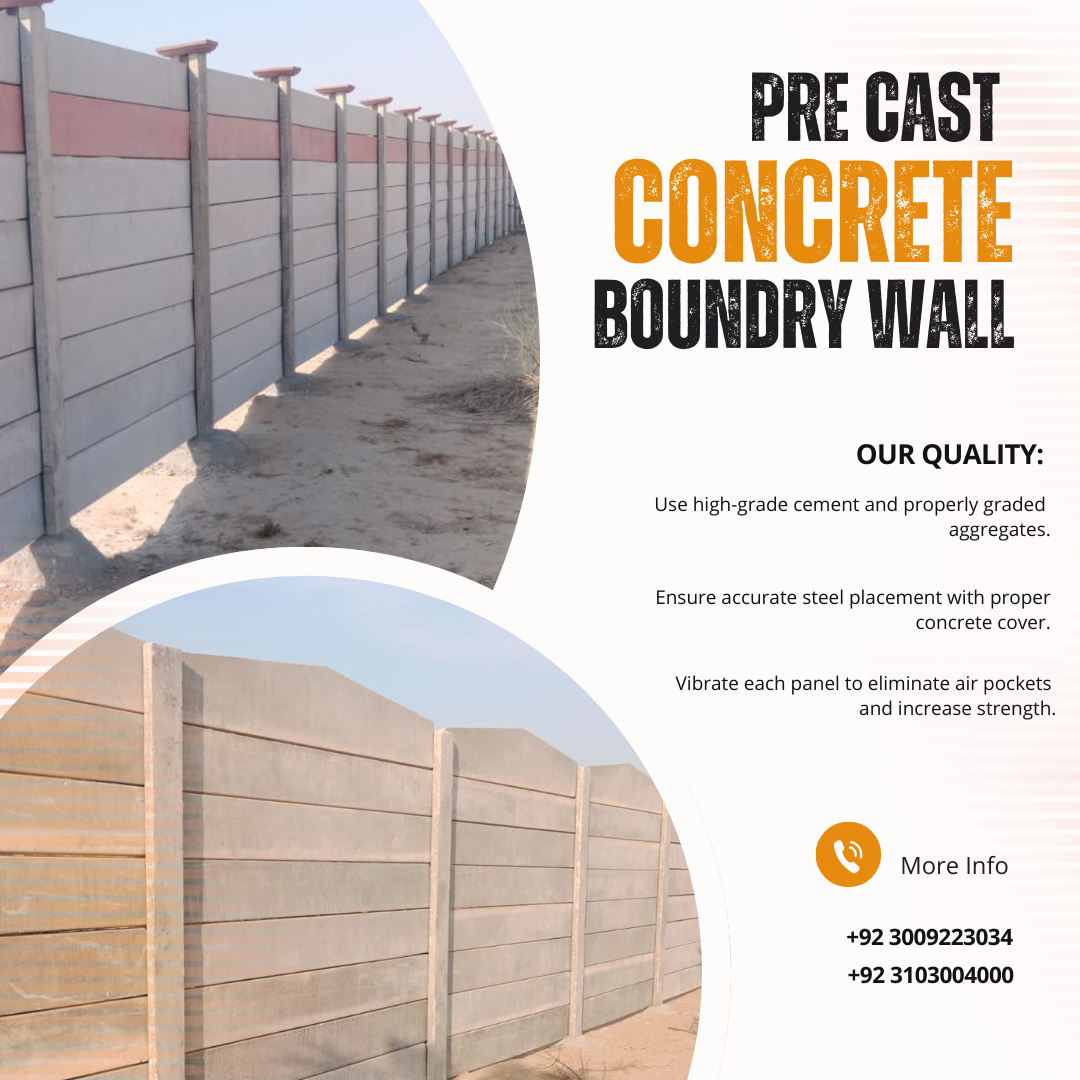 PRE CAST
CONCRETE
BOUNDRY WALL
OUR QUALITY:
Use high-grade cement and properly graded
aggregates.
Ensure accurate steel placement with proper
concrete cover.
Vibrate each panel to eliminate air pockets
and increase strength.
More Info
+92 3009223034
+92 3103004000